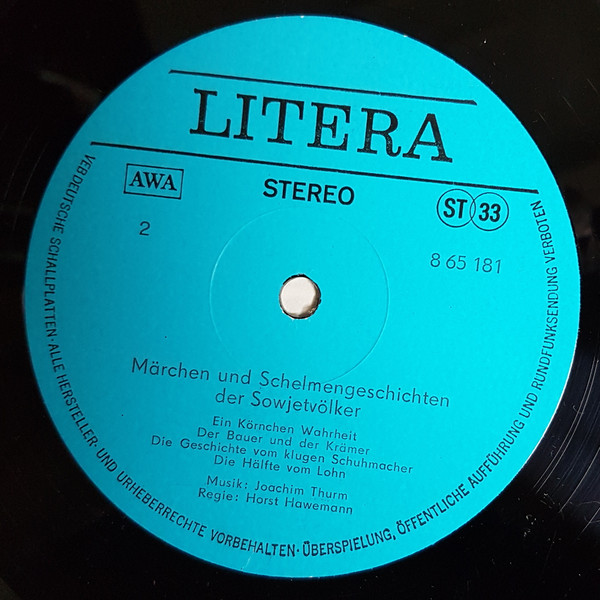 LITERA
AWA
STEREO
ST 33
2
8 65 181
Märchen und Schelmengeschichten
der Sowjetvölker
Ein Körnchen Wahrheit
Der Bauer und der Krämer
Die Geschichte vom klugen Schuhmacher
Die Hälfte vom Lohn
Musik: Joachim Thurm
Regie: Horst Hawemann
VEB DEUTSCHE SCHALLPLATTEN · ALLE HERSTELLER- UND URHEBERRECHTE VORBEHALTEN · ÜBERSPIELUNG, ÖFFENTLICHE AUFFÜHRUNG UND RUNDFUNKSENDUNG VERBOTEN